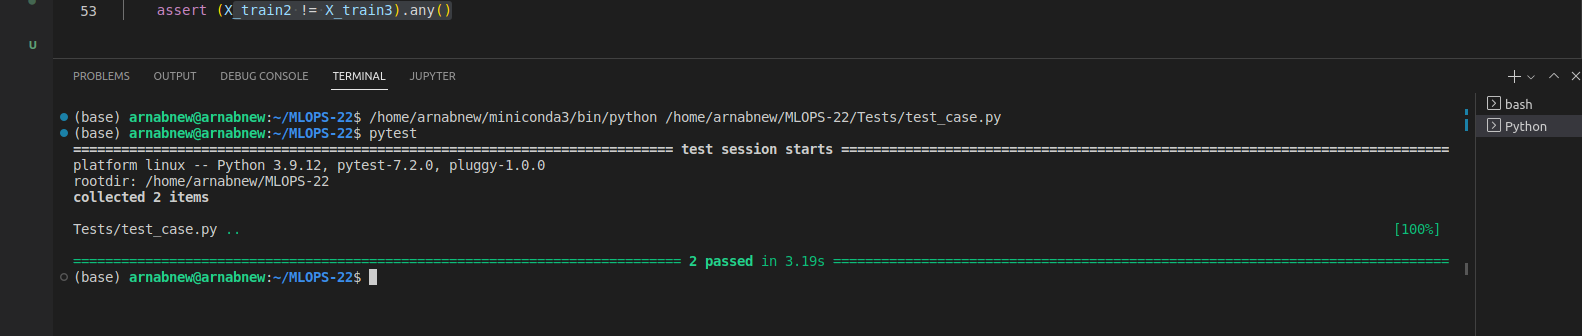 53 assert (X_train2 != X_train3).any()
U
PROBLEMS OUTPUT DEBUG CONSOLE TERMINAL JUPYTER
(base) arnabnew@arnabnew:~/MLOPS-22$ /home/arnabnew/miniconda3/bin/python /home/arnabnew/MLOPS-22/Tests/test_case.py
(base) arnabnew@arnabnew:~/MLOPS-22$ pytest
=========================================================================== test session starts ============================================================================
platform linux -- Python 3.9.12, pytest-7.2.0, pluggy-1.0.0
rootdir: /home/arnabnew/MLOPS-22
collected 2 items
Tests/test_case.py .. [100%]
============================================================================ 2 passed in 3.19s =============================================================================
(base) arnabnew@arnabnew:~/MLOPS-22$
bash
Python